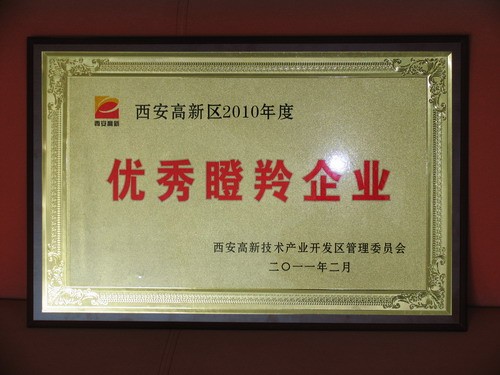 西安高新
西安高新区2010年度
优秀瞪羚企业
西安高新技术产业开发区管理委员会
二〇一一年二月